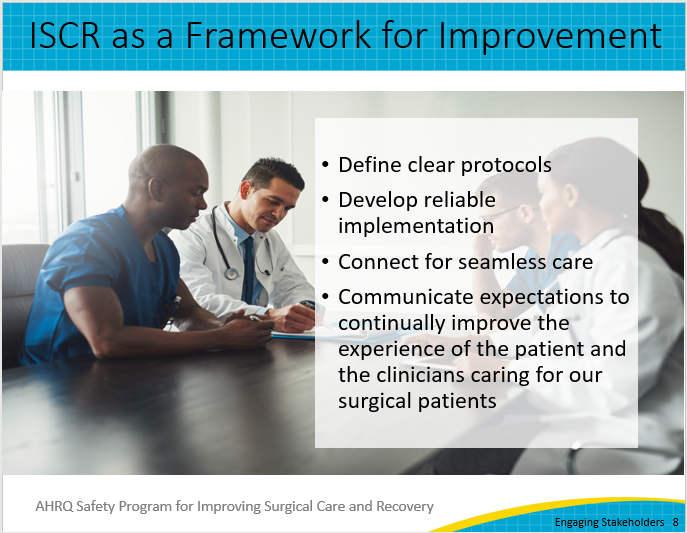 ISCR as a Framework for Improvement
• Define clear protocols
• Develop reliable
implementation
• Connect for seamless care
• Communicate expectations to
continually improve the
experience of the patient and
the clinicians caring for our
surgical patients
AHRQ Safety Program for Improving Surgical Care and Recovery
Engaging Stakeholders 8